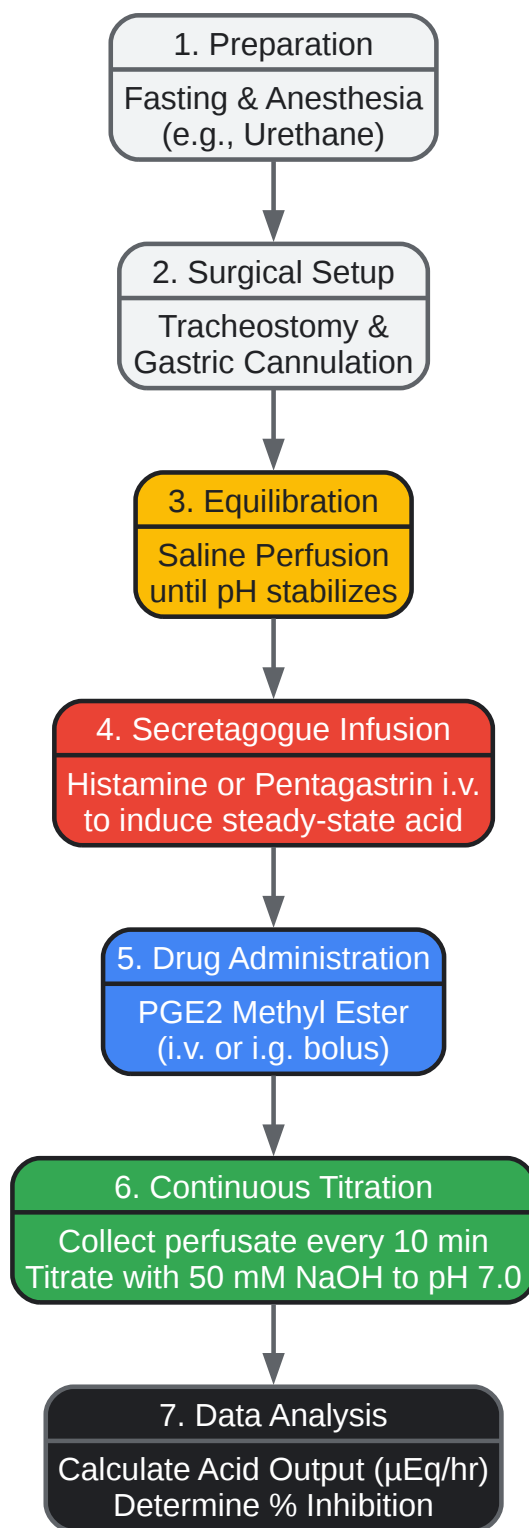 1. Preparation
Fasting & Anesthesia
(e.g., Urethane)
2. Surgical Setup
Tracheostomy &
Gastric Cannulation
3. Equilibration
Saline Perfusion
until pH stabilizes
4. Secretagogue Infusion
Histamine or Pentagastrin i.v.
to induce steady-state acid
5. Drug Administration
PGE2 Methyl Ester
(i.v. or i.g. bolus)
6. Continuous Titration
Collect perfusate every 10 min
Titrate with 50 mM NaOH to pH 7.0
7. Data Analysis
Calculate Acid Output (µEq/hr)
Determine % Inhibition